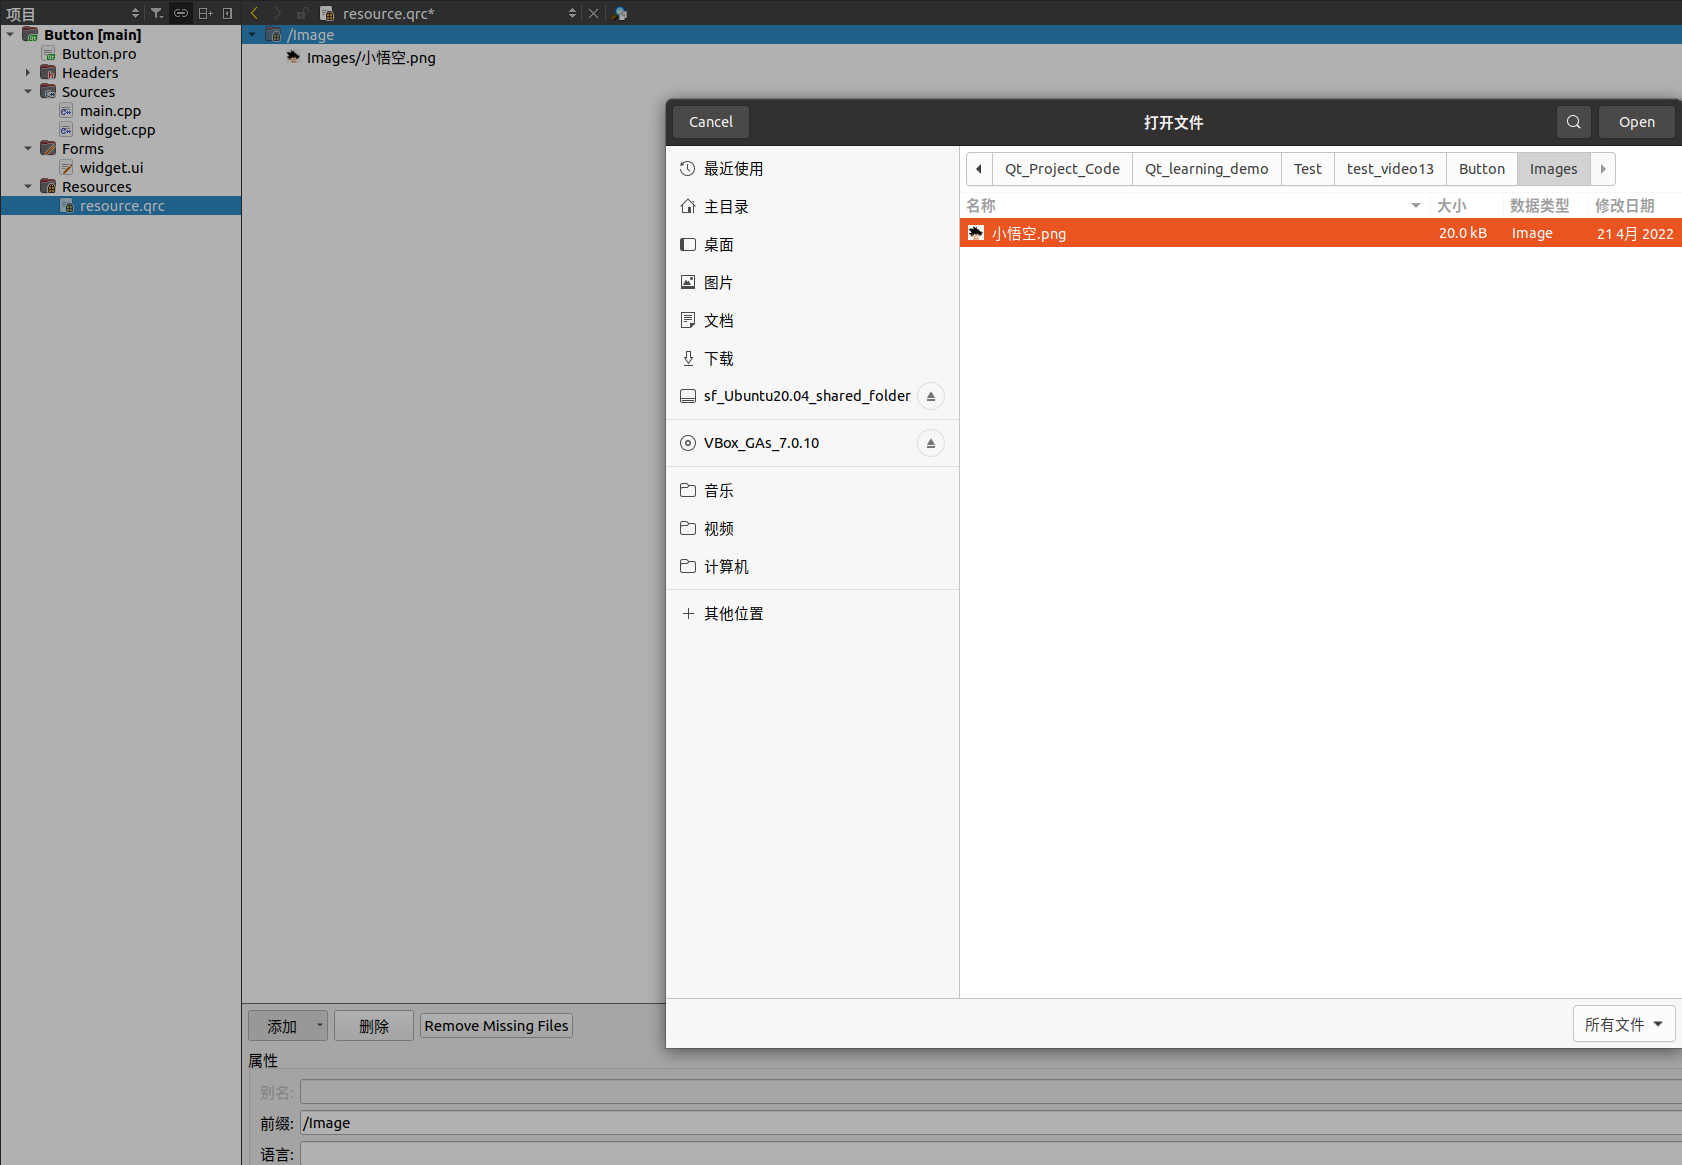 项目
resource.qrc*
Button [main]
Button.pro
Headers
Sources
main.cpp
widget.cpp
Forms
widget.ui
Resources
resource.qrc
/Image
Images/小悟空.png
Cancel
打开文件
Open
最近使用
主目录
桌面
图片
文档
下载
sf_Ubuntu20.04_shared_folder
VBox_GAs_7.0.10
音乐
视频
计算机
其他位置
Qt_Project_Code Qt_learning_demo Test test_video13 Button Images
名称 大小 数据类型 修改日期
小悟空.png 20.0 kB Image 21 4月 2022
所有文件
添加 删除 Remove Missing Files
属性
别名:
前缀: /Image
语言: